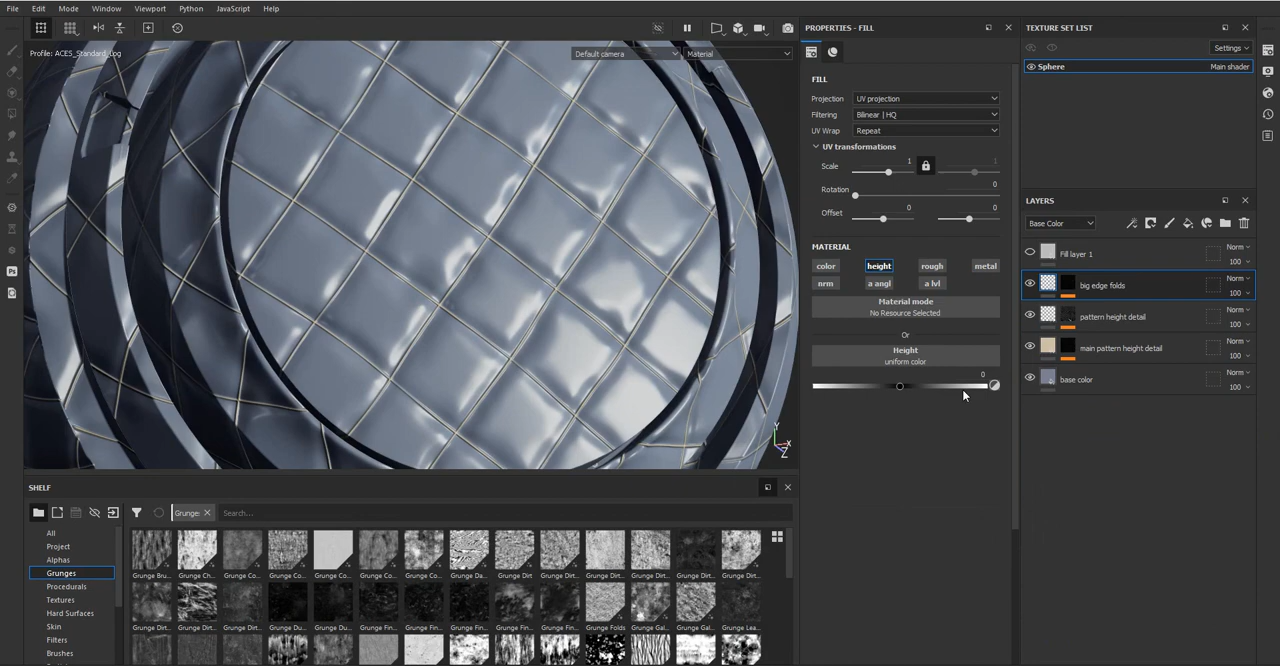 File Edit Mode Window Viewport Python JavaScript Help
Profile: ACES_Standard_Log
Default camera
Material
PROPERTIES - FILL
FILL
Projection UV projection
Filtering Bilinear | HQ
UV Wrap Repeat
UV transformations
Scale 1 1
Rotation 0
Offset 0 0
MATERIAL
color height rough metal
nrm a angl a lvl
Material mode
No Resource Selected
Or
Height
uniform color
0
TEXTURE SET LIST
Settings
Sphere Main shader
LAYERS
Base Color
Fill layer 1 Norm 100
big edge folds Norm 100
pattern height detail Norm 100
main pattern height detail Norm 100
base color Norm 100
Ps
SHELF
Grunge Search...
All
Project
Alphas
Grunges
Procedurals
Textures
Hard Surfaces
Skin
Filters
Brushes
Grunge Bru... Grunge Ch... Grunge Co... Grunge Co... Grunge Co... Grunge Co... Grunge Co... Grunge Da... Grunge Dirt Grunge Dirt Grunge Dirt... Grunge Dirt... Grunge Dirt... Grunge Dirt...
Grunge Dirt... Grunge Dirt... Grunge Dirt... Grunge Du... Grunge Du... Grunge Fin... Grunge Fin... Grunge Fin... Grunge Fin... Grunge Fin... Grunge Folds Grunge Gal... Grunge Gal... Grunge Lea...
Y
X
Z